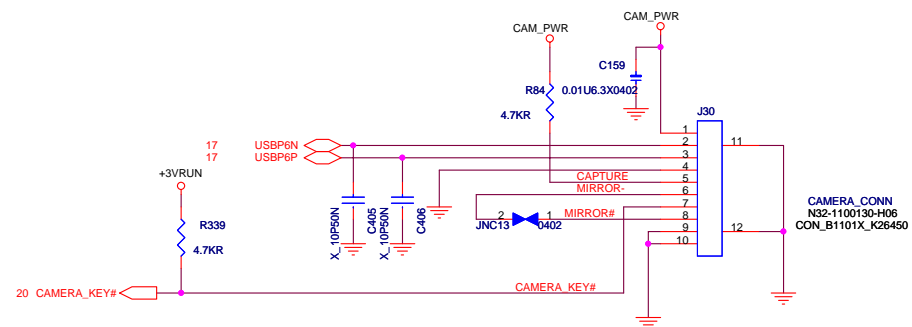 CAM_PWR
CAM_PWR
C159
R84
0.01U6.3X0402
4.7KR
J30
17 USBP6N
17 USBP6P
1
2
3
4
5
6
7
8
9
10
11
12
+3VRUN
CAPTURE
MIRROR-
R339
4.7KR
X_10P50N
C405
X_10P50N
C406
2
1
MIRROR#
JNC13
0402
CAMERA_CONN
N32-1100130-H06
CON_B1101X_K26450
20 CAMERA_KEY#
CAMERA_KEY#